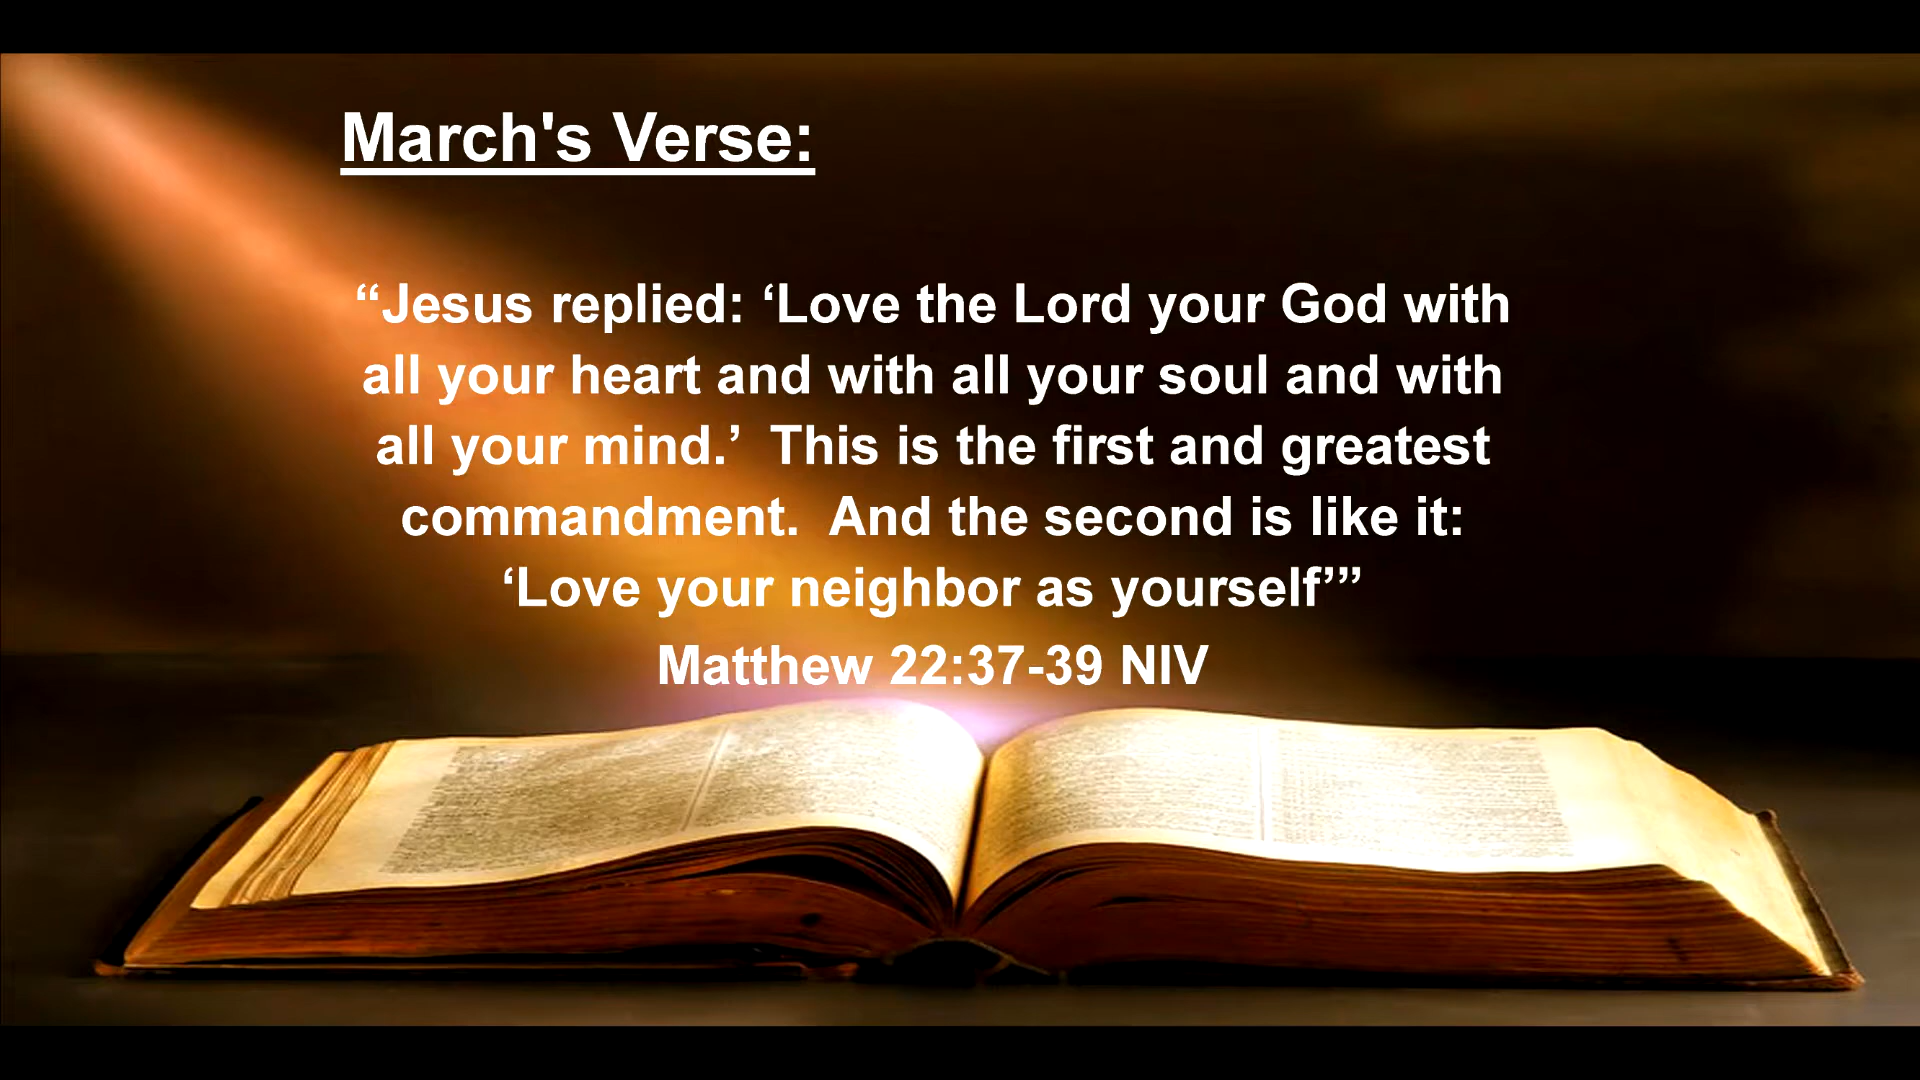 March's Verse:
“Jesus replied: ‘Love the Lord your God with
all your heart and with all your soul and with
all your mind.’  This is the first and greatest
commandment.  And the second is like it:
‘Love your neighbor as yourself’”
Matthew 22:37-39 NIV